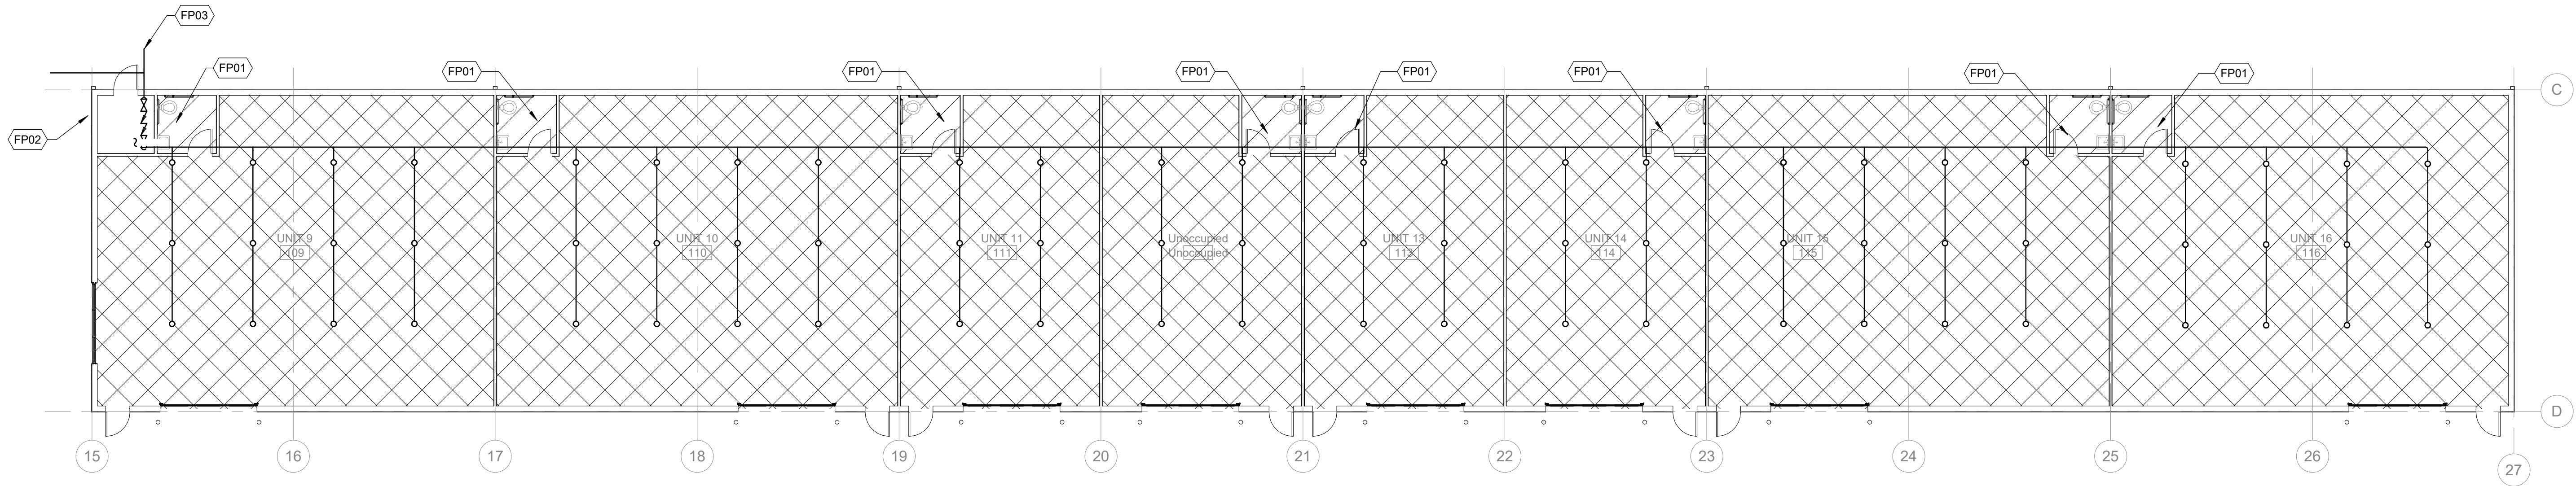 FP03
FP01
FP01
FP01
FP01
FP01
FP01
FP01
FP01
FP02
C
UNIT 9
109
UNIT 10
110
UNIT 11
111
Unoccupied
Unoccupied
UNIT 13
113
UNIT 14
114
UNIT 15
115
UNIT 16
116
D
15
16
17
18
19
20
21
22
23
24
25
26
27